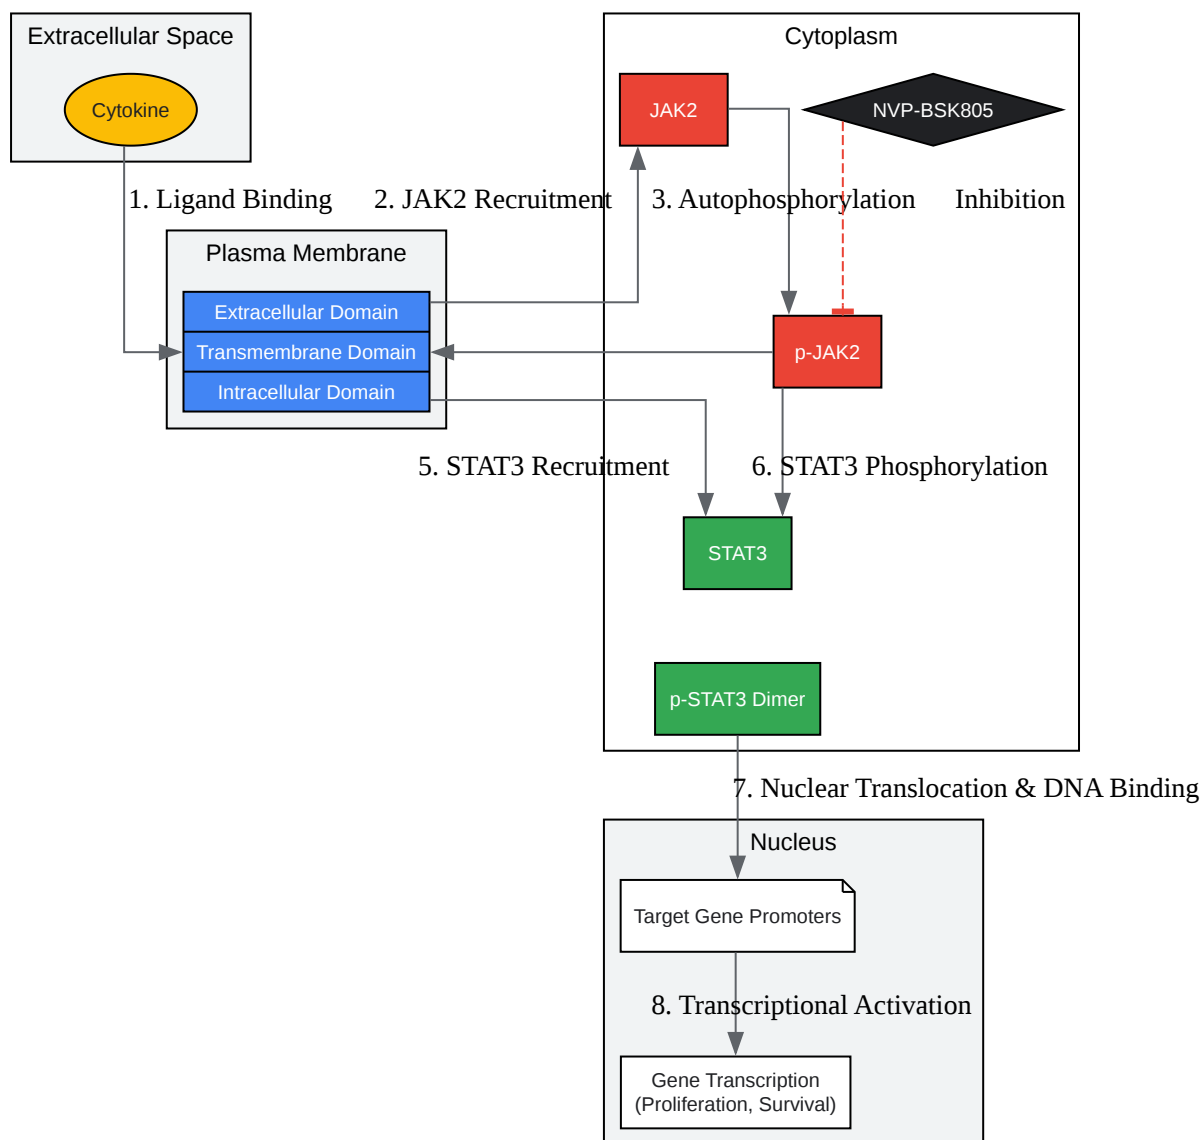 Extracellular Space
Cytoplasm
Cytokine
JAK2
NVP-BSK805
1. Ligand Binding
2. JAK2 Recruitment
3. Autophosphorylation
Inhibition
Plasma Membrane
Extracellular Domain
Transmembrane Domain
Intracellular Domain
p-JAK2
5. STAT3 Recruitment
6. STAT3 Phosphorylation
STAT3
p-STAT3 Dimer
7. Nuclear Translocation & DNA Binding
Nucleus
Target Gene Promoters
8. Transcriptional Activation
Gene Transcription
(Proliferation, Survival)